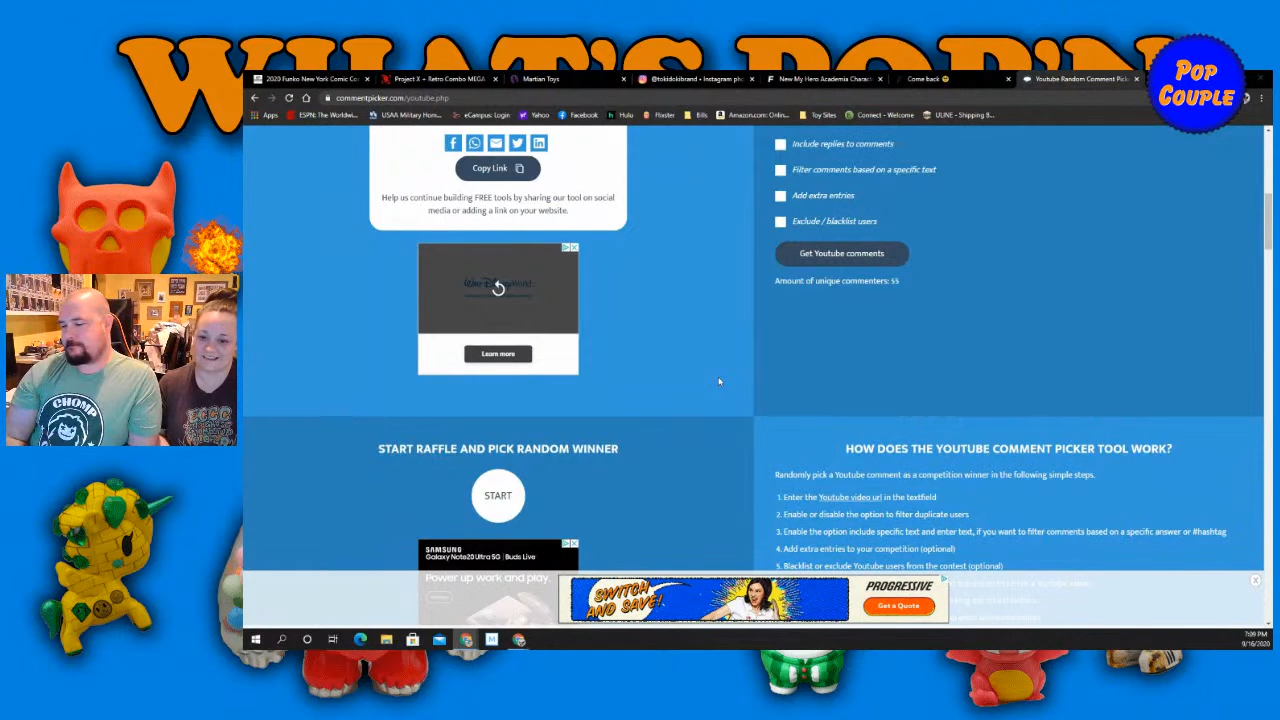 WHAT'S POP'N
POP
COUPLE
2020 Funko New York Comic Co
Project X + Retro Combo MEGA
Martian Toys
@tokidokibrand • Instagram pho
New My Hero Academia Charact
Come back
Youtube Random Comment Pick
commentpicker.com/youtube.php
Apps
ESPN: The Worldwi...
USAA Military Hom...
eCampus: Login
Yahoo
Facebook
Hulu
Flixster
Bills
Amazon.com: Onlin...
Toy Sites
Connect - Welcome
ULINE - Shipping B...
Copy Link
Help us continue building FREE tools by sharing our tool on social
media or adding a link on your website.
Learn more
Include replies to comments
Filter comments based on a specific text
Add extra entries
Exclude / blacklist users
Get Youtube comments
Amount of unique commenters: 55
START RAFFLE AND PICK RANDOM WINNER
START
SAMSUNG
Galaxy Note20 Ultra 5G | Buds Live
Power up work and play.
HOW DOES THE YOUTUBE COMMENT PICKER TOOL WORK?
Randomly pick a Youtube comment as a competition winner in the following simple steps.
1. Enter the Youtube video url in the textfield
2. Enable or disable the option to filter duplicate users
3. Enable the option include specific text and enter text, if you want to filter comments based on a specific answer or #hashtag
4. Add extra entries to your competition (optional)
5. Blacklist or exclude Youtube users from the contest (optional)
SWITCH
AND SAVE!
PROGRESSIVE
Get a Quote
7:09 PM
9/16/2020
CHOMP
ECCC